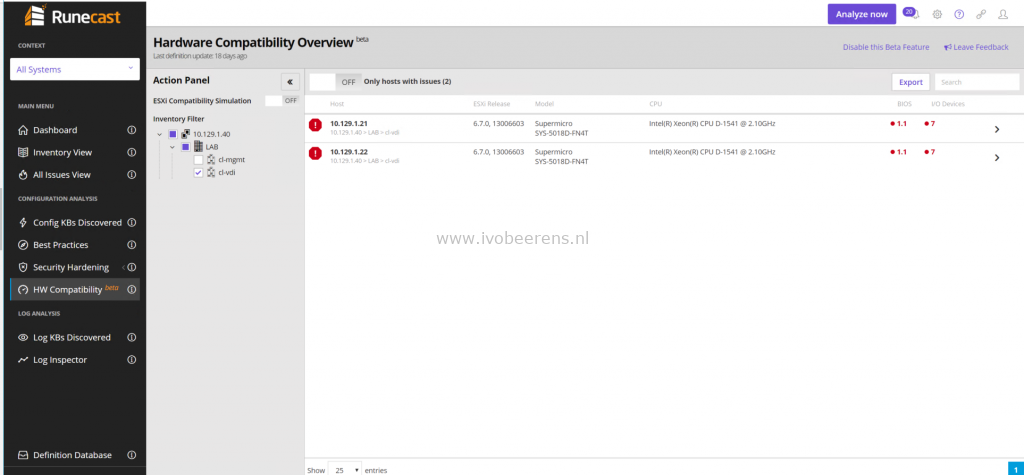 Runecast
Analyze now
20
CONTEXT
All Systems
MAIN MENU
Dashboard
Inventory View
All Issues View
CONFIGURATION ANALYSIS
Config KBs Discovered
Best Practices
Security Hardening
HW Compatibility beta
LOG ANALYSIS
Log KBs Discovered
Log Inspector
Definition Database
Hardware Compatibility Overview beta
Last definition update: 18 days ago
Disable this Beta Feature
Leave Feedback
Action Panel
ESXi Compatibility Simulation OFF
Inventory Filter
10.129.1.40
LAB
cl-mgmt
cl-vdi
OFF Only hosts with issues (2)
Export
Search
Host ESXi Release Model CPU BIOS I/O Devices
10.129.1.21 6.7.0, 13006603 Supermicro Intel(R) Xeon(R) CPU D-1541 @ 2.10GHz 1.1 7
10.129.1.40 > LAB > cl-vdi SYS-5018D-FN4T
10.129.1.22 6.7.0, 13006603 Supermicro Intel(R) Xeon(R) CPU D-1541 @ 2.10GHz 1.1 7
10.129.1.40 > LAB > cl-vdi SYS-5018D-FN4T
www.ivobeerens.nl
Show 25 entries
1